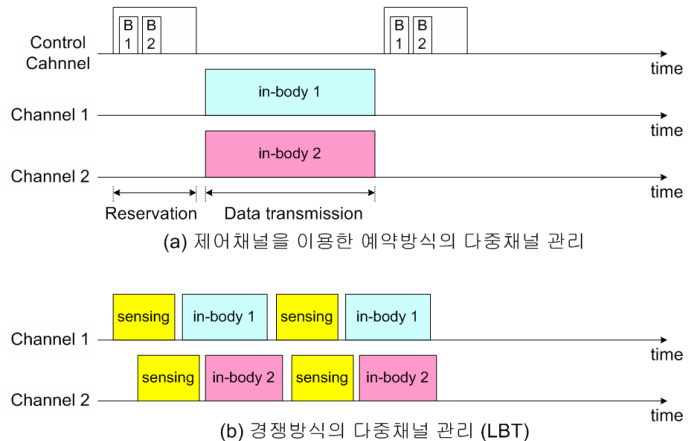 B 1 B 2 B 1 B 2
Control
Cahnnel
time
in-body 1
Channel 1
time
in-body 2
Channel 2
time
Reservation Data transmission
(a) 제어채널을 이용한 예약방식의 다중채널 관리
sensing in-body 1 sensing in-body 1
Channel 1
time
sensing in-body 2 sensing in-body 2
Channel 2
time
(b) 경쟁방식의 다중채널 관리 (LBT)